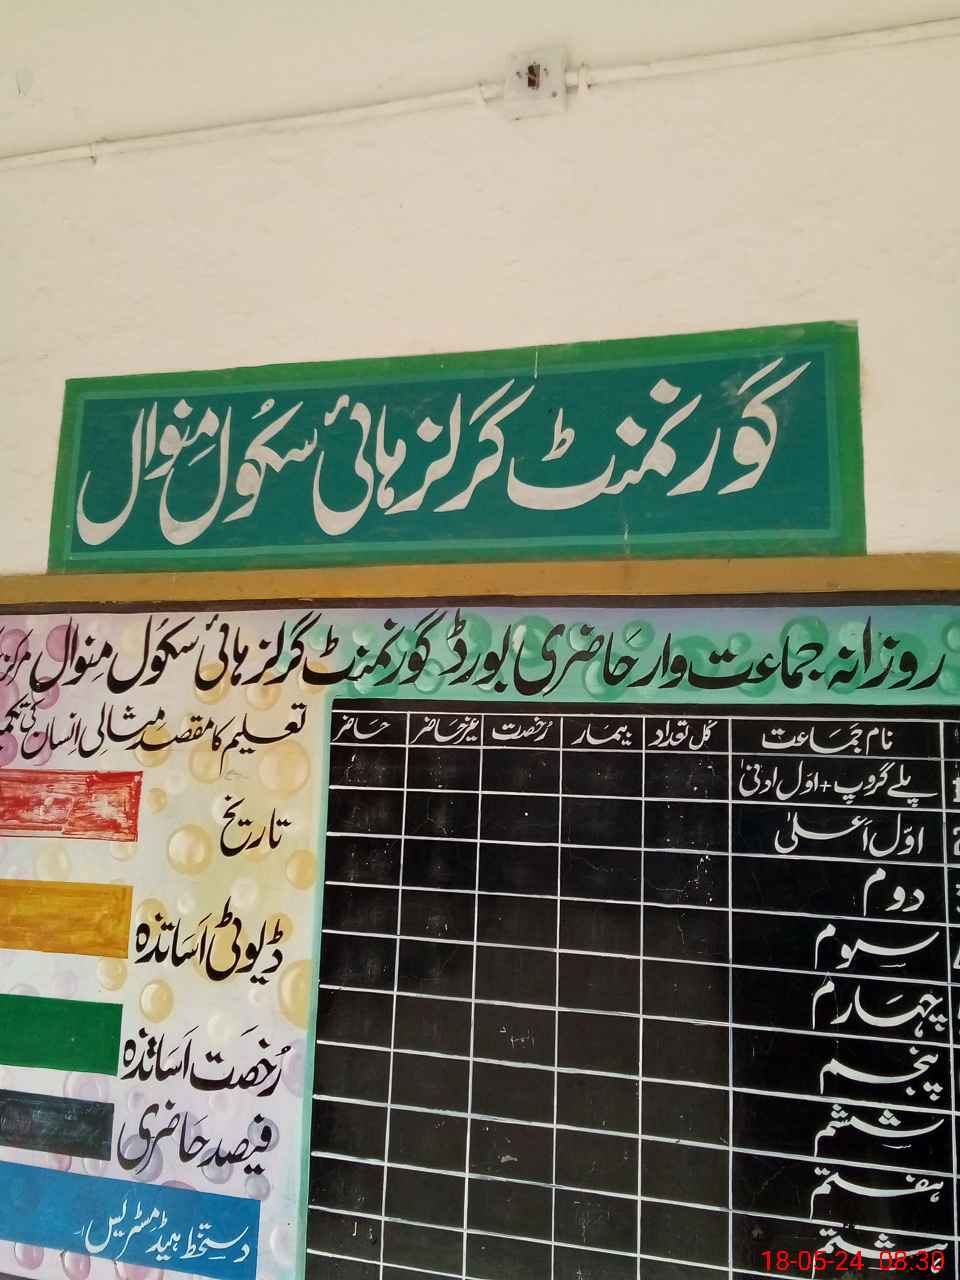 گورنمنٹ گرلز ہائی سکول منوال
روزانہ جماعت وار حاضری بورڈ گورنمنٹ گرلز ہائی سکول منوال مرکز
تعلیم کا مقصد مثالی انسان کی
نام جماعت کل تعداد بیمار رخصت غیر حاضر حاضر
پلے گروپ + اول ادنیٰ
اول اعلیٰ
دوم
سوم
چہارم
پنجم
ششم
ہفتم
ہشتم
تاریخ
ڈیوٹی اساتذہ
رخصت اساتذہ
فیصد حاضری
دستخط ہیڈ مسٹریس
18-05-24 08:30